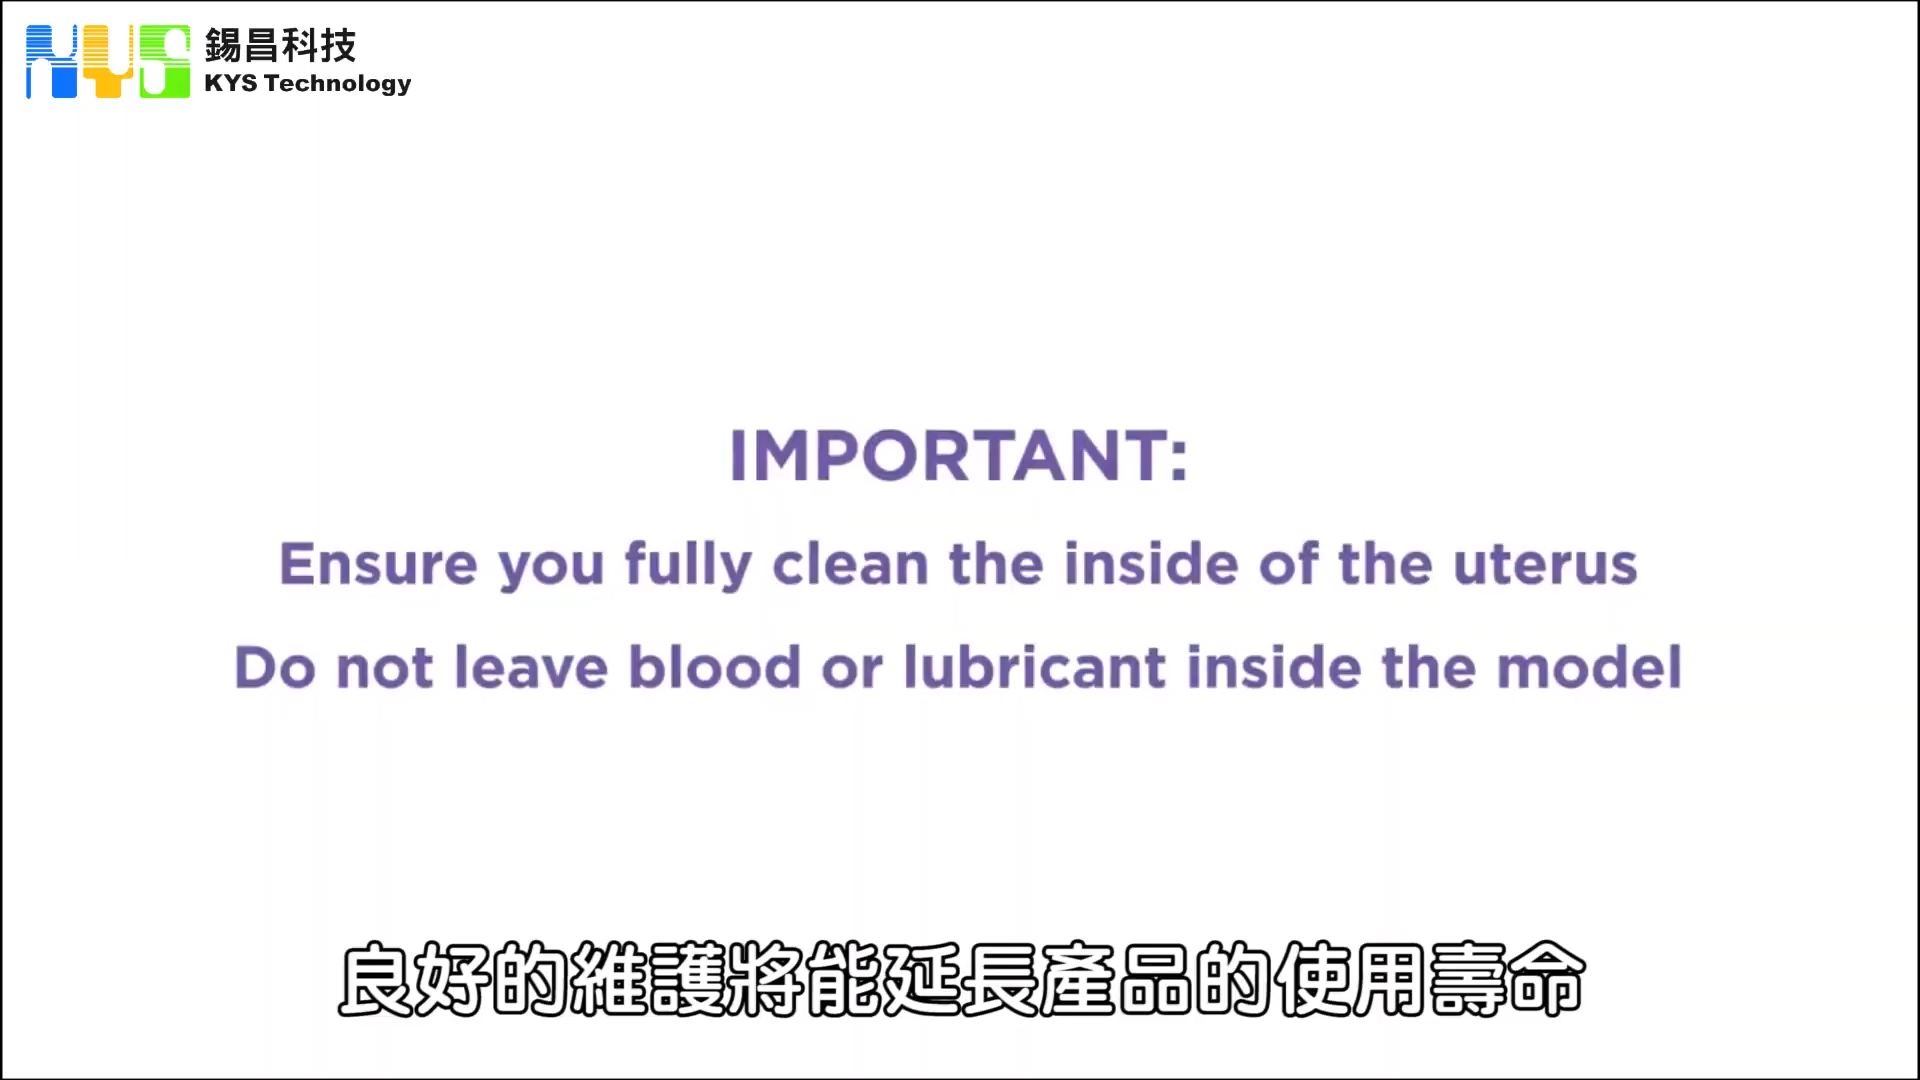 KYS
錫昌科技
KYS Technology
IMPORTANT:
Ensure you fully clean the inside of the uterus
Do not leave blood or lubricant inside the model
良好的維護將能延長產品的使用壽命